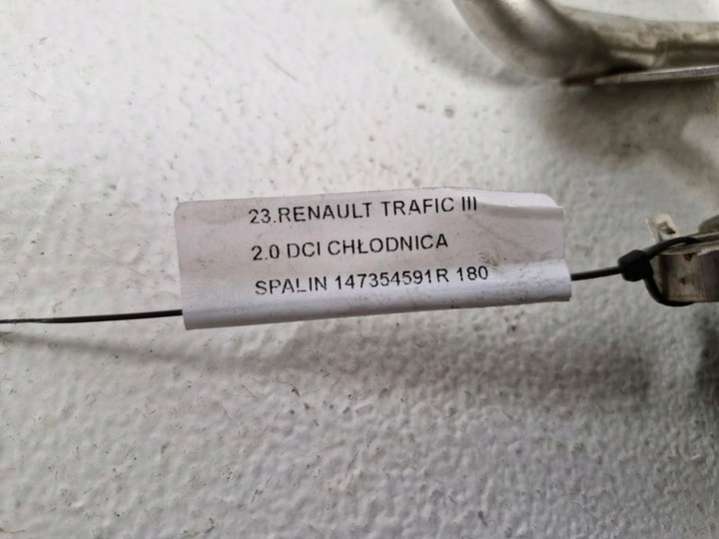 23.RENAULT TRAFIC III
2.0 DCI CHŁODNICA
SPALIN 147354591R 180